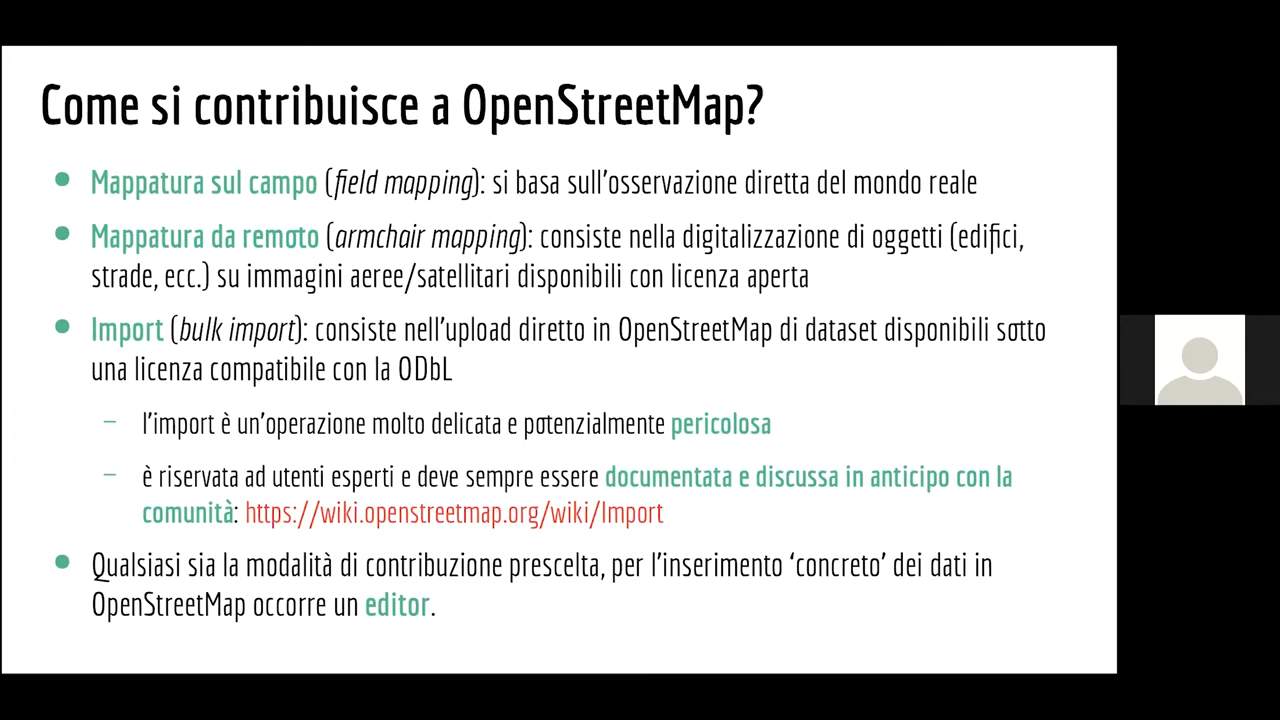 Come si contribuisce a OpenStreetMap?
● Mappatura sul campo (field mapping): si basa sull'osservazione diretta del mondo reale
● Mappatura da remoto (armchair mapping): consiste nella digitalizzazione di oggetti (edifici,
strade, ecc.) su immagini aeree/satellitari disponibili con licenza aperta
● Import (bulk import): consiste nell'upload diretto in OpenStreetMap di dataset disponibili sotto
una licenza compatibile con la ODbL
– l'import è un'operazione molto delicata e potenzialmente pericolosa
– è riservata ad utenti esperti e deve sempre essere documentata e discussa in anticipo con la
comunità: https://wiki.openstreetmap.org/wiki/Import
● Qualsiasi sia la modalità di contribuzione prescelta, per l'inserimento ‘concreto’ dei dati in
OpenStreetMap occorre un editor.